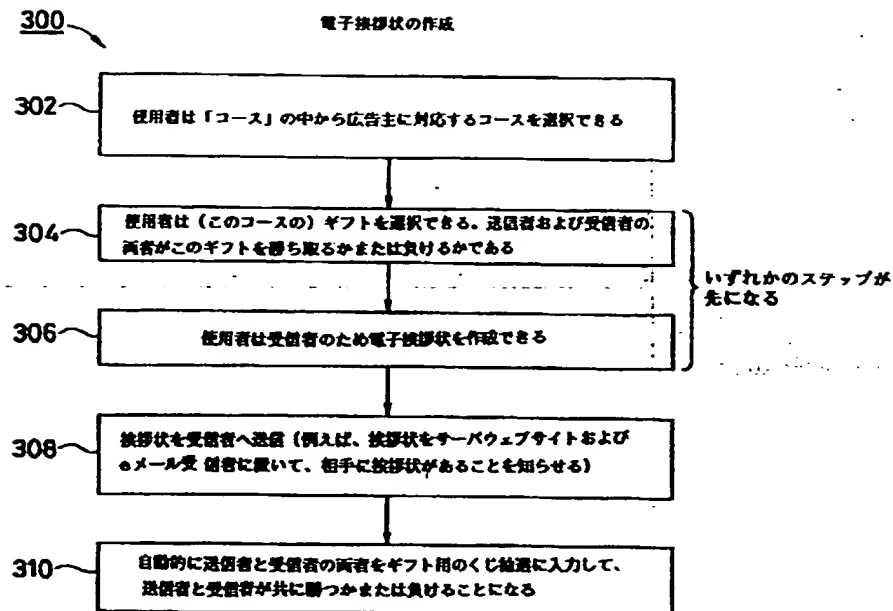 300
電子挨拶状の作成
302
使用者は「コース」の中から広告主に対応するコースを選択できる
304
使用者は(このコースの)ギフトを選択できる。送信者および受信者の
両者がこのギフトを勝ち取るかまたは負けるかである
いずれかのステップが
先になる
306
使用者は受信者のため電子挨拶状を作成できる
308
挨拶状を受信者へ送信(例えば、挨拶状をサーバウェブサイトおよび
eメール受 信者に置いて、相手に挨拶状があることを知らせる)
310
自動的に送信者と受信者の両者をギフト用のくじ抽選に入力して、
送信者と受信者が共に勝つかまたは負けることになる